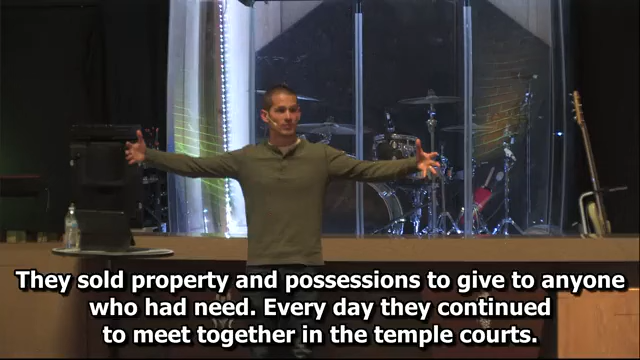 They sold property and possessions to give to anyone
who had need. Every day they continued
to meet together in the temple courts.